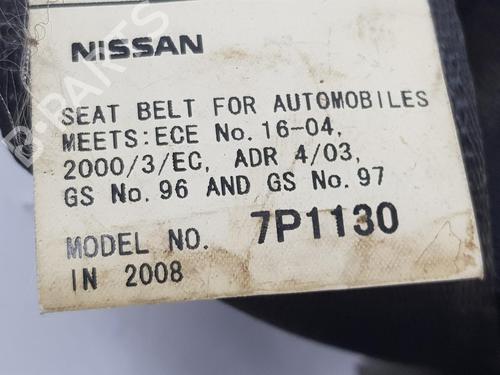 NISSAN
SEAT BELT FOR AUTOMOBILES
MEETS:ECE No.16-04,
2000/3/EC, ADR 4/03,
GS No.96 AND GS No.97
MODEL NO. 7P1130
IN 2008
B-PARTS